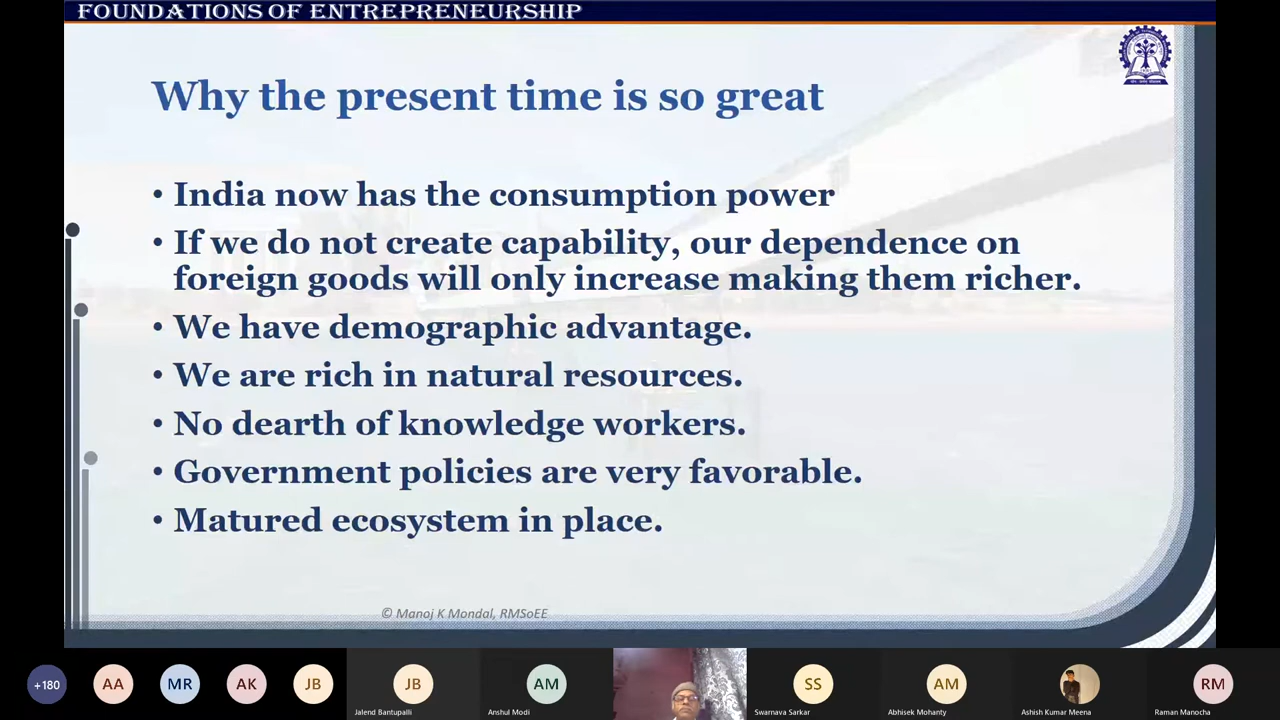 FOUNDATIONS OF ENTREPRENEURSHIP
Why the present time is so great
• India now has the consumption power
• If we do not create capability, our dependence on
foreign goods will only increase making them richer.
• We have demographic advantage.
• We are rich in natural resources.
• No dearth of knowledge workers.
• Government policies are very favorable.
• Matured ecosystem in place.
© Manoj K Mondal, RMSoEE
+180
AA
MR
AK
JB
JB
AM
SS
AM
RM
Jalend Bantupalli
Anshul Modi
Swarnava Sarkar
Abhisek Mohanty
Ashish Kumar Meena
Raman Manocha